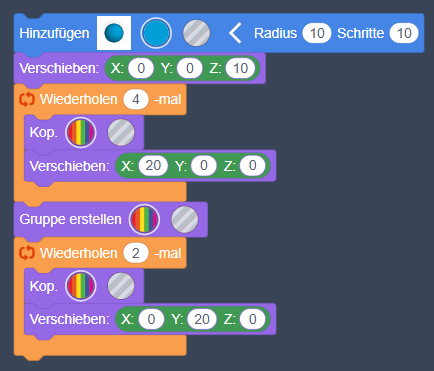 Hinzufügen Radius 10 Schritte 10
Verschieben: X: 0 Y: 0 Z: 10
Wiederholen 4 -mal
Kop.
Verschieben: X: 20 Y: 0 Z: 0
Gruppe erstellen
Wiederholen 2 -mal
Kop.
Verschieben: X: 0 Y: 20 Z: 0